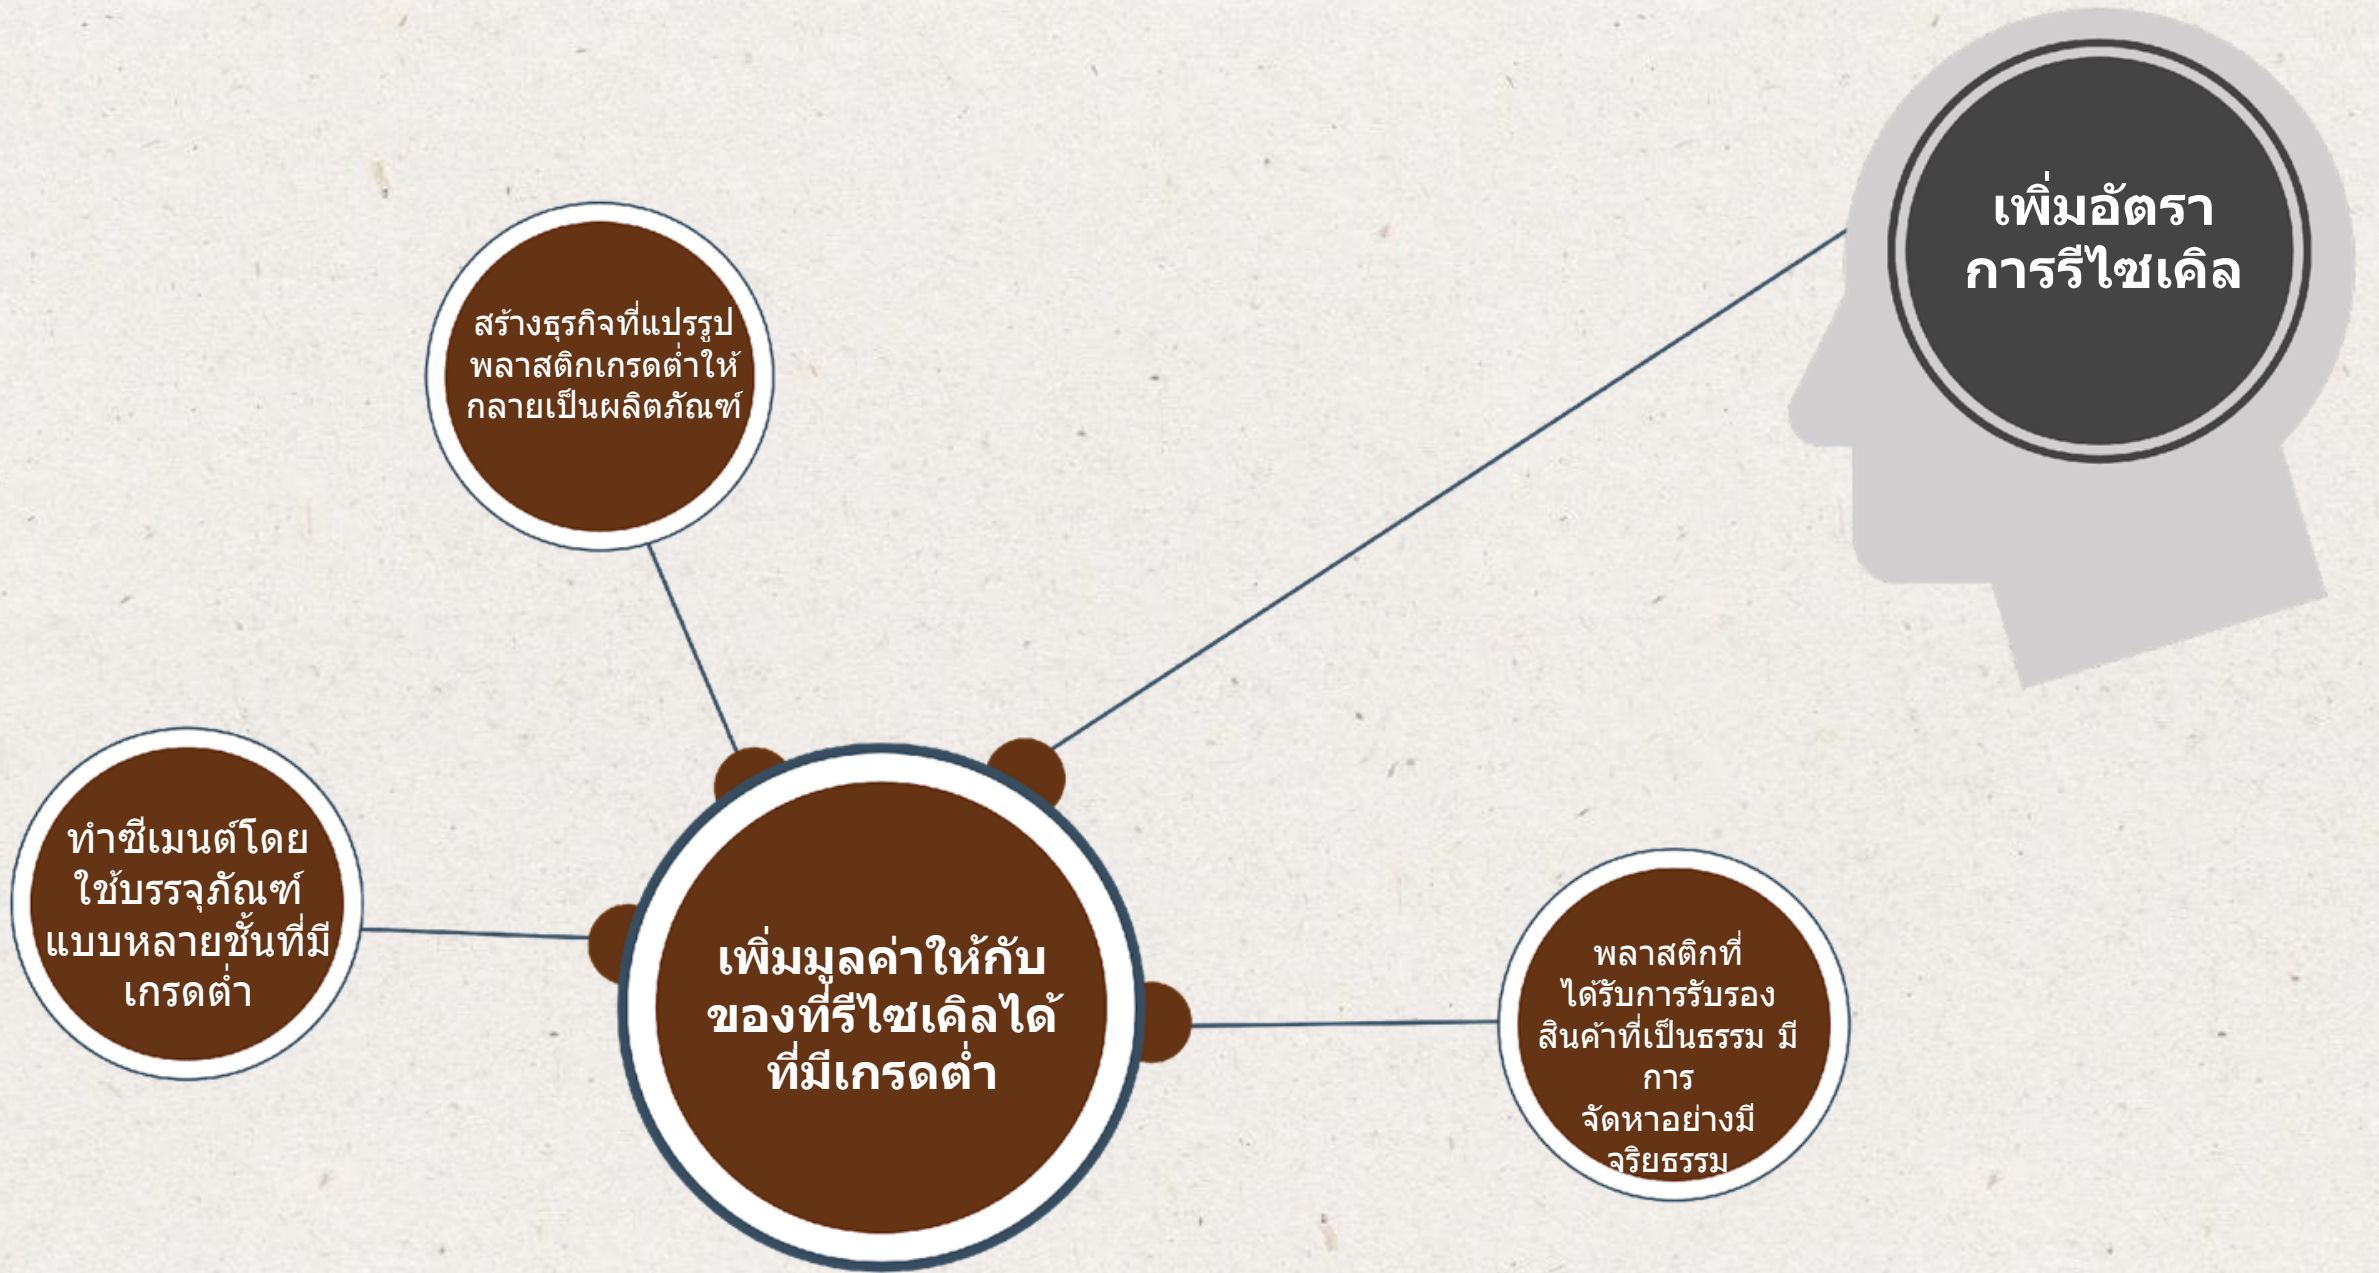 เพิ่มอัตรา
การรีไซเคิล
สร้างธุรกิจที่แปรรูป
พลาสติกเกรดต่ำให้
กลายเป็นผลิตภัณฑ์
ทำซีเมนต์โดย
ใช้บรรจุภัณฑ์
แบบหลายชั้นที่มี
เกรดต่ำ
เพิ่มมูลค่าให้กับ
ของที่รีไซเคิลได้
ที่มีเกรดต่ำ
พลาสติกที่
ได้รับการรับรอง
สินค้าที่เป็นธรรม มี
การ
จัดหาอย่างมี
จริยธรรม